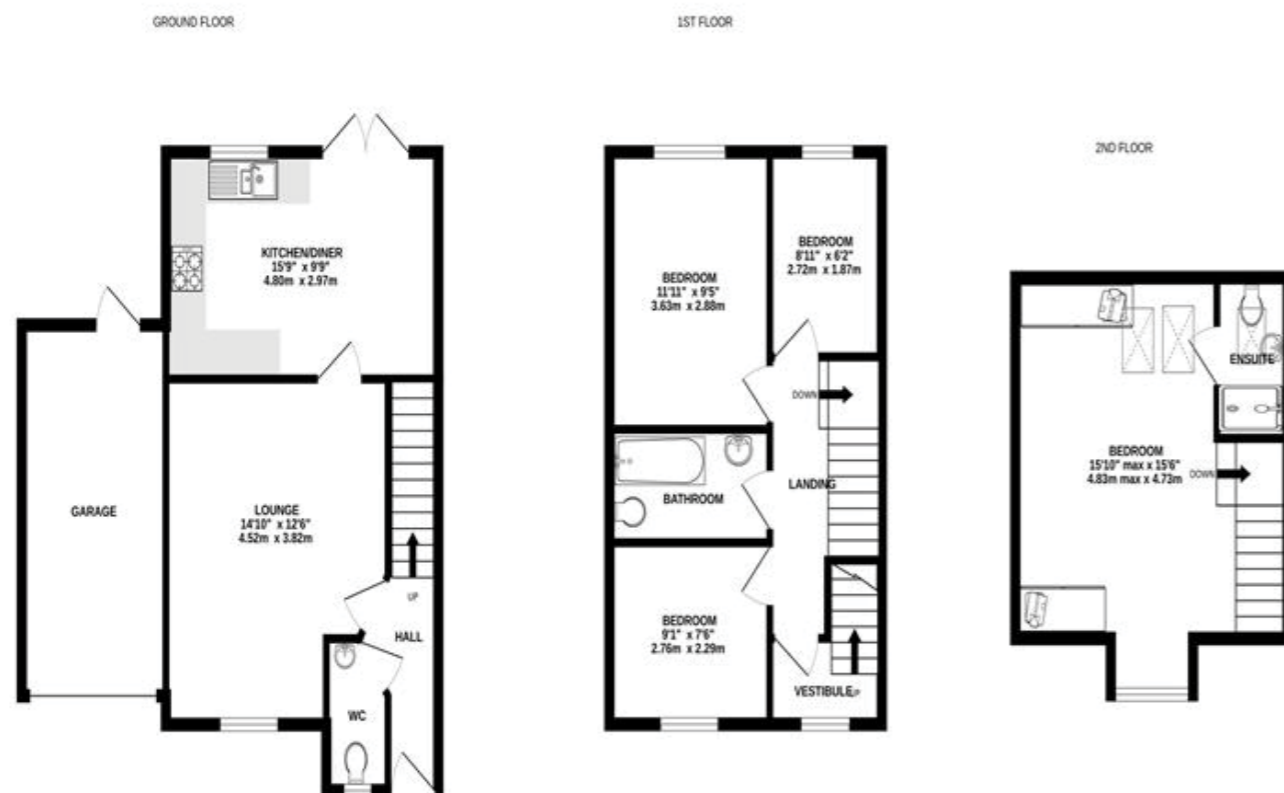 GROUND FLOOR
KITCHEN/DINER
15'9" x 9'9"
4.80m x 2.97m
GARAGE
LOUNGE
14'10" x 12'6"
4.52m x 3.82m
UP
HALL
WC
1ST FLOOR
BEDROOM
11'11" x 9'5"
3.63m x 2.88m
BEDROOM
8'11" x 6'2"
2.72m x 1.87m
DOWN
BATHROOM
LANDING
BEDROOM
9'1" x 7'6"
2.76m x 2.29m
VESTIBULE
UP
2ND FLOOR
ENSUITE
BEDROOM
15'10" max x 15'6"
4.83m max x 4.73m
DOWN